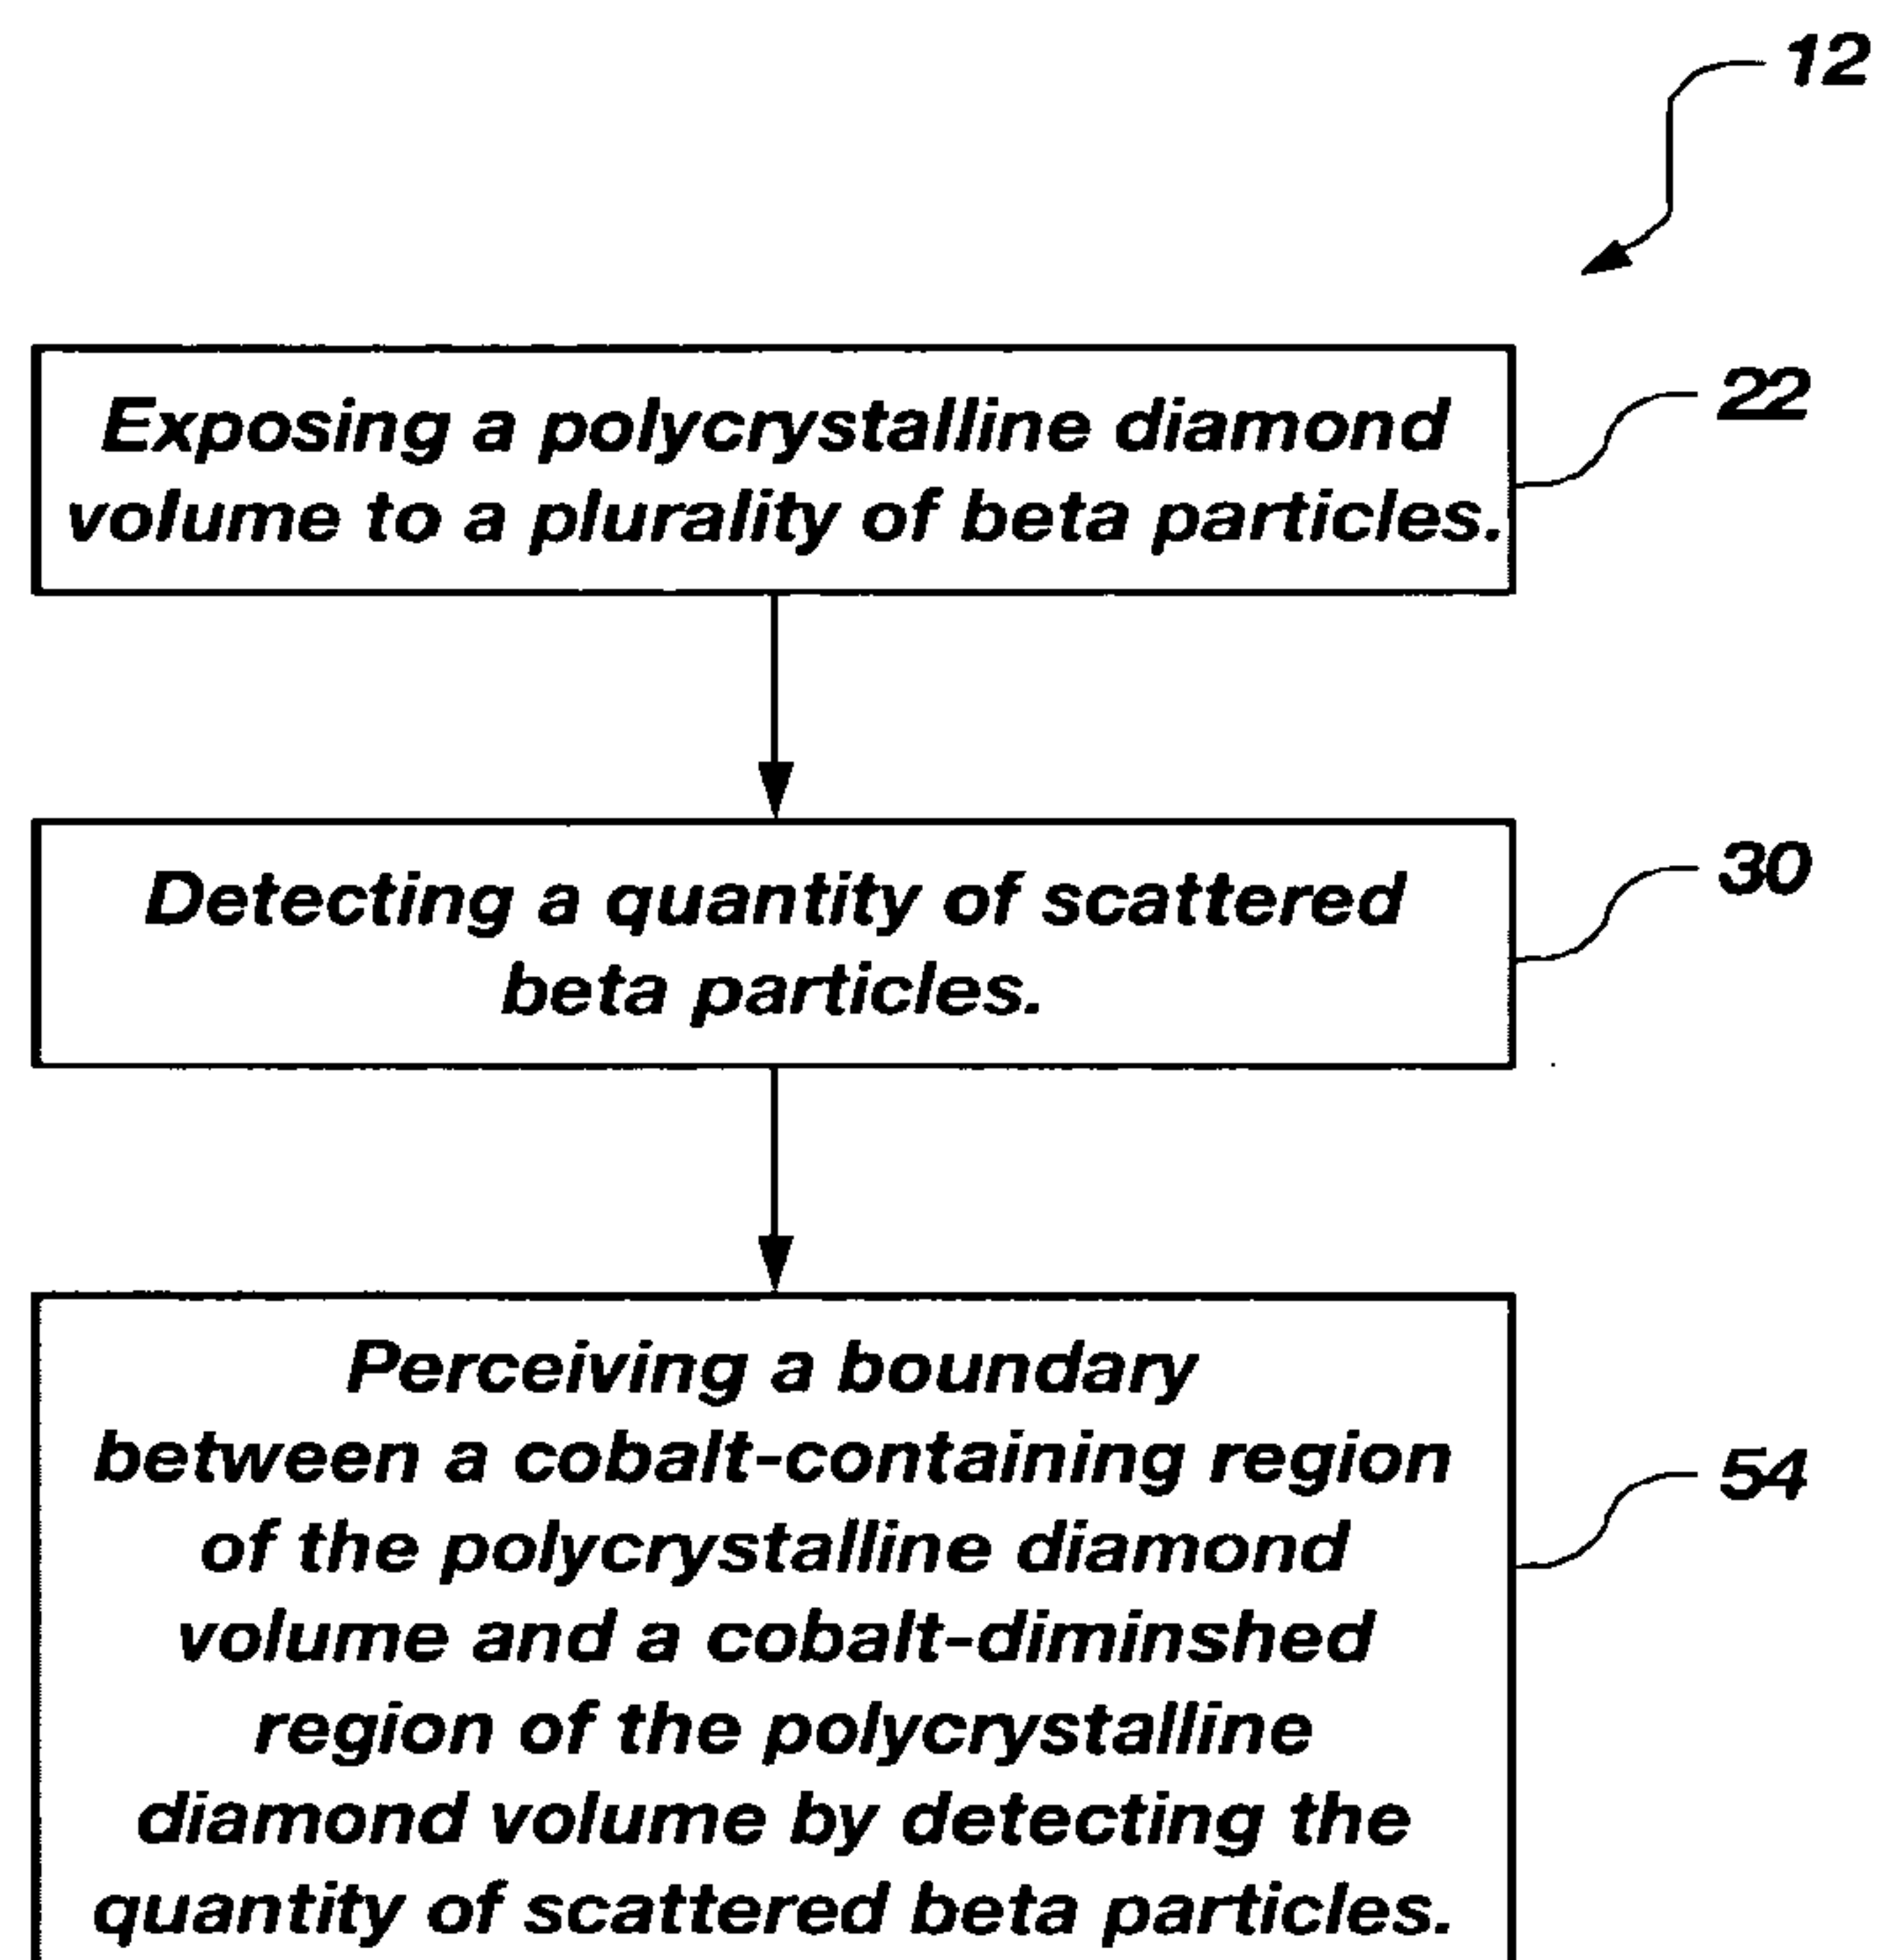 12
Exposing a polycrystalline diamond
volume to a plurality of beta particles.
22
Detecting a quantity of scattered
beta particles.
30
Perceiving a boundary
between a cobalt-containing region
of the polycrystalline diamond
volume and a cobalt-diminshed
region of the polycrystalline
diamond volume by detecting the
quantity of scattered beta particles.
54